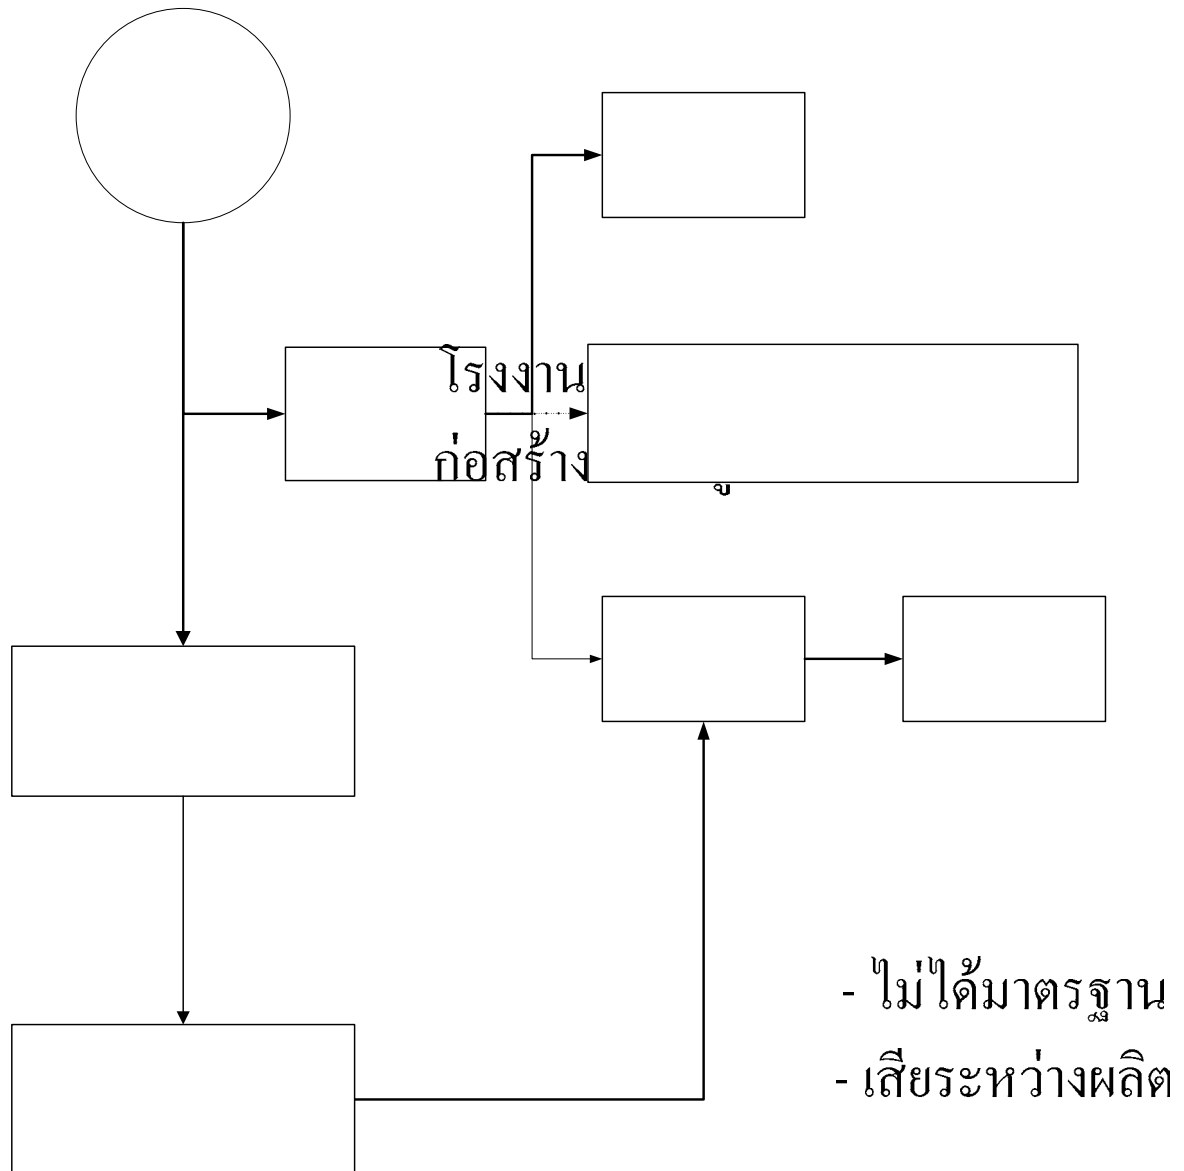 โรงงาน
ก่อสร้าง
- ไม่ได้มาตรฐาน
- เสียระหว่างผลิต